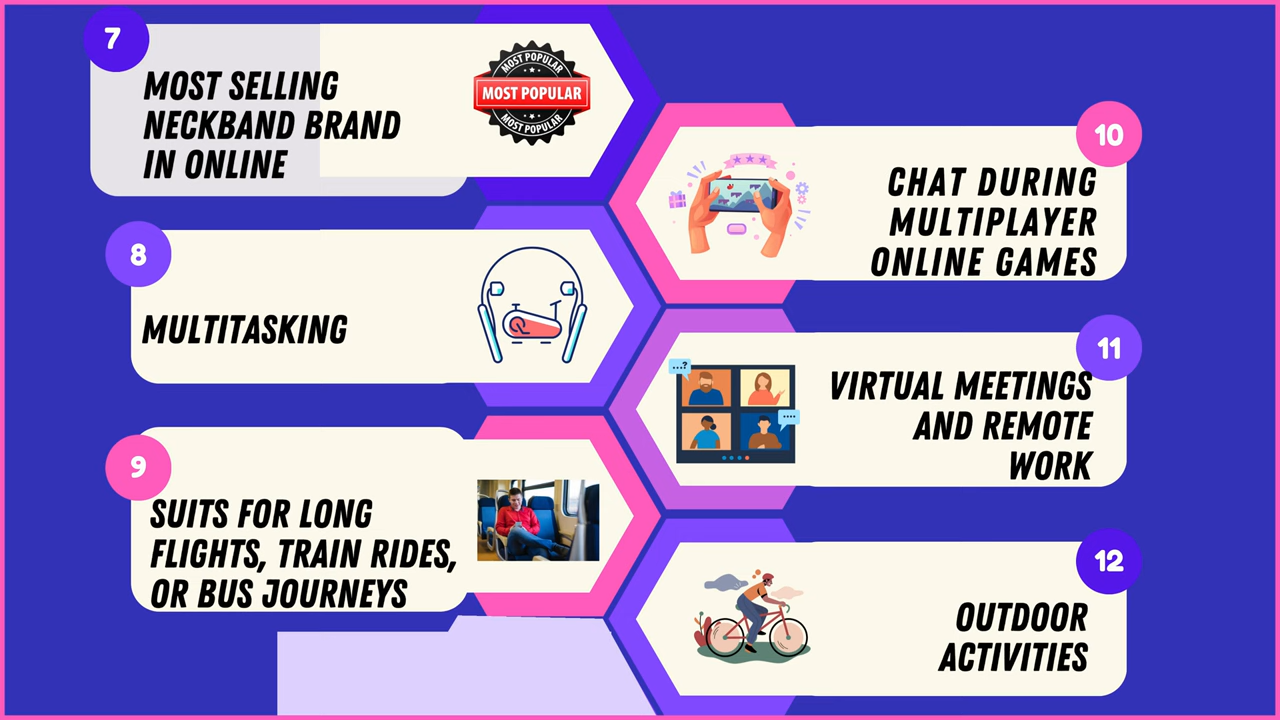 7
MOST SELLING
NECKBAND BRAND
IN ONLINE
MOST POPULAR
MOST POPULAR
MOST POPULAR
8
MULTITASKING
9
SUITS FOR LONG
FLIGHTS, TRAIN RIDES,
OR BUS JOURNEYS
10
CHAT DURING
MULTIPLAYER
ONLINE GAMES
11
...?
....
VIRTUAL MEETINGS
AND REMOTE
WORK
12
OUTDOOR
ACTIVITIES